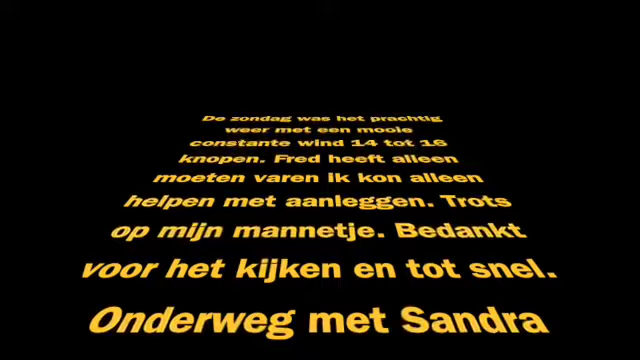 De zondag was het prachtig
weer met een mooie
constante wind 14 tot 16
knopen. Fred heeft alleen
moeten varen ik kon alleen
helpen met aanleggen. Trots
op mijn mannetje. Bedankt
voor het kijken en tot snel.
Onderweg met Sandra